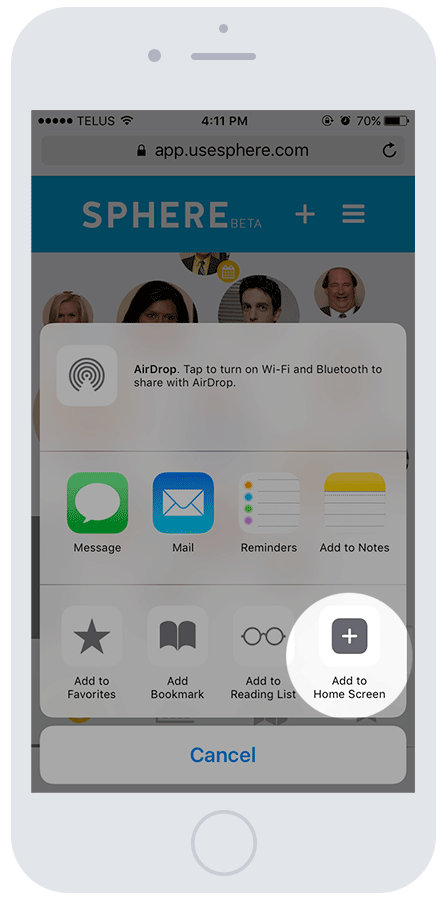 TELUS 4:11 PM 70%
app.usesphere.com
SPHERE BETA
AirDrop. Tap to turn on Wi-Fi and Bluetooth to
share with AirDrop.
Message Mail Reminders Add to Notes
Add to Add Add to Add to
Favorites Bookmark Reading List Home Screen
Cancel